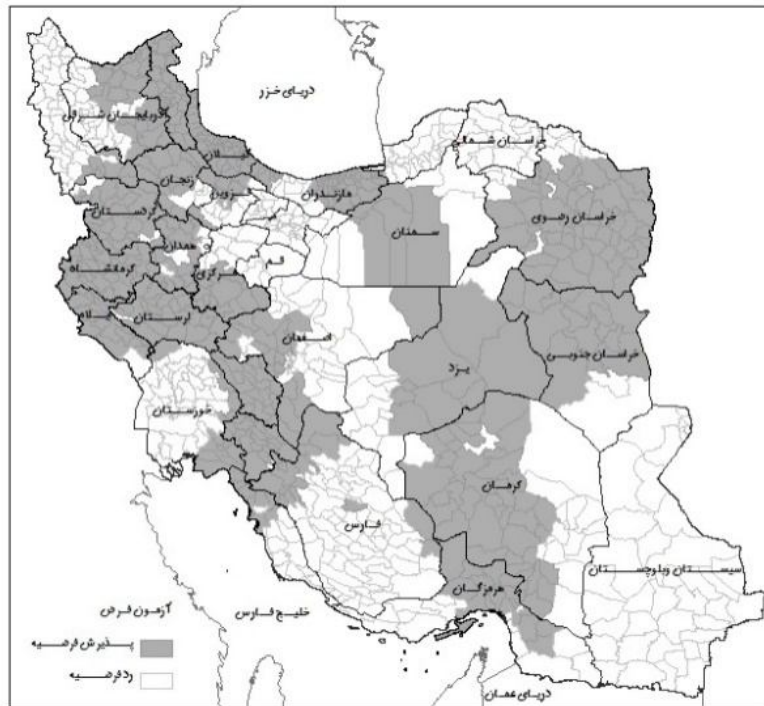 دریای خزر
آذربایجان شرقی
خراسان شمالی
گیلان
زنجان
قزوین
مازندران
کردستان
سمنان
خراسان رضوی
همدان
قم
کرمانشاه
مرکزی
ایلام
لرستان
اصفهان
خراسان جنوبی
یزد
خوزستان
کرمان
فارس
سیستان وبلوچستان
هرمزگان
خلیج فارس
آزمون فرض
پذیرش فرضیه
رد فرضیه
دریای عمان